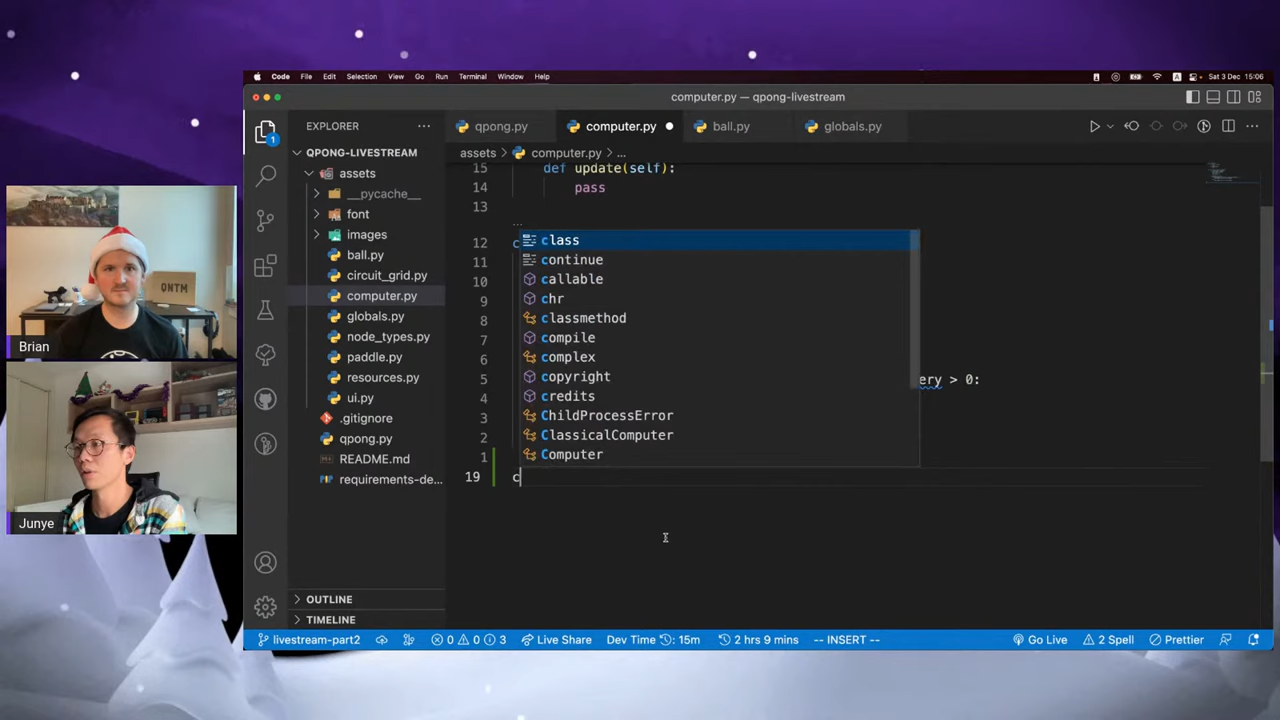 Code File Edit Selection View Go Run Terminal Window Help
A Sat 3 Dec 15:06
computer.py — qpong-livestream
EXPLORER
qpong.py computer.py ball.py globals.py
1
QPONG-LIVESTREAM
assets > computer.py > ...
assets
__pycache__
font
images
ball.py
circuit_grid.py
computer.py
globals.py
node_types.py
paddle.py
resources.py
ui.py
.gitignore
qpong.py
README.md
requirements-de...
OUTLINE
TIMELINE
15 def update(self):
14 pass
13
...
12 c
11
10
9
8
7
6
5 ery > 0:
4
3
2
1
19 c
class
continue
callable
chr
classmethod
compile
complex
copyright
credits
ChildProcessError
ClassicalComputer
Computer
QNTM
Brian
Junye
livestream-part2 0 0 3 Live Share Dev Time : 15m 2 hrs 9 mins -- INSERT -- Go Live 2 Spell Prettier